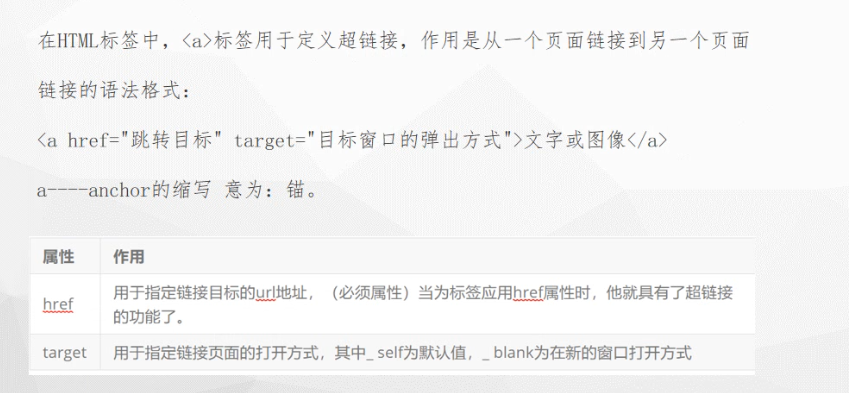 在HTML标签中，<a>标签用于定义超链接，作用是从一个页面链接到另一个页面
链接的语法格式：
<a href="跳转目标" target="目标窗口的弹出方式">文字或图像</a>
a----anchor的缩写 意为：锚。
属性 作用
href 用于指定链接目标的url地址，（必须属性）当为标签应用href属性时，他就具有了超链接
的功能了。
target 用于指定链接页面的打开方式，其中_ self为默认值，_ blank为在新的窗口打开方式